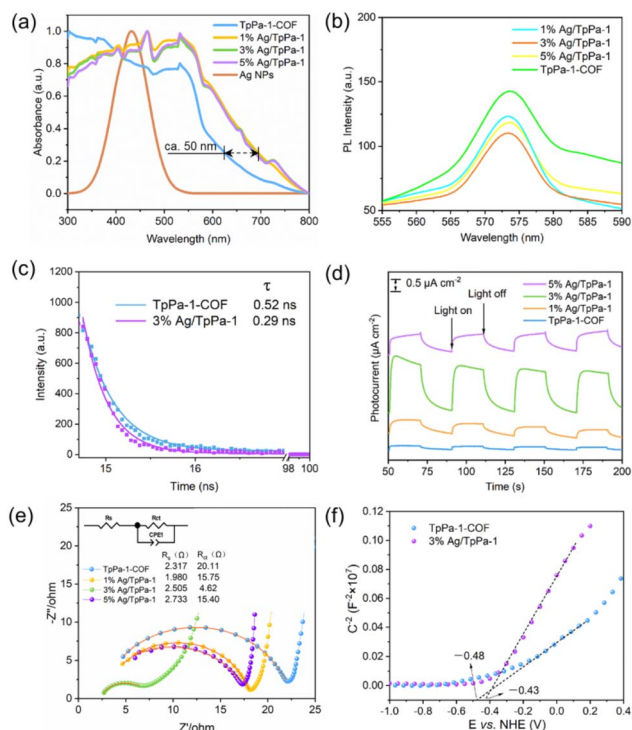 (a)
TpPa-1-COF
1% Ag/TpPa-1
3% Ag/TpPa-1
5% Ag/TpPa-1
Ag NPs
ca. 50 nm
Absorbance (a.u.)
1.0
0.8
0.6
0.4
0.2
0.0
300 400 500 600 700 800
Wavelength (nm)
(b)
1% Ag/TpPa-1
3% Ag/TpPa-1
5% Ag/TpPa-1
TpPa-1-COF
PL Intensity (a.u.)
200
150
100
50
555 560 565 570 575 580 585 590
Wavelength (nm)
(c)
τ
TpPa-1-COF 0.52 ns
3% Ag/TpPa-1 0.29 ns
Intensity (a.u.)
1200
1000
800
600
400
200
0
15 16 98 100
Time (ns)
(d)
0.5 μA cm-2
Light on
Light off
5% Ag/TpPa-1
3% Ag/TpPa-1
1% Ag/TpPa-1
TpPa-1-COF
Photocurrent (μA cm-2)
50 75 100 125 150 175 200
Time (s)
(e)
Rs
Rct
CPE1
Rs (Ω) Rct (Ω)
TpPa-1-COF 2.317 20.11
1% Ag/TpPa-1 1.980 15.75
3% Ag/TpPa-1 2.505 4.62
5% Ag/TpPa-1 2.733 15.40
-Z''/ohm
25
20
15
10
5
0
0 5 10 15 20 25
Z'/ohm
(f)
TpPa-1-COF
3% Ag/TpPa-1
C-2 (F-2×107)
0.12
0.10
0.08
0.06
0.04
0.02
0.00
−0.48
−0.43
-1.0 -0.8 -0.6 -0.4 -0.2 0.0 0.2 0.4
E vs. NHE (V)